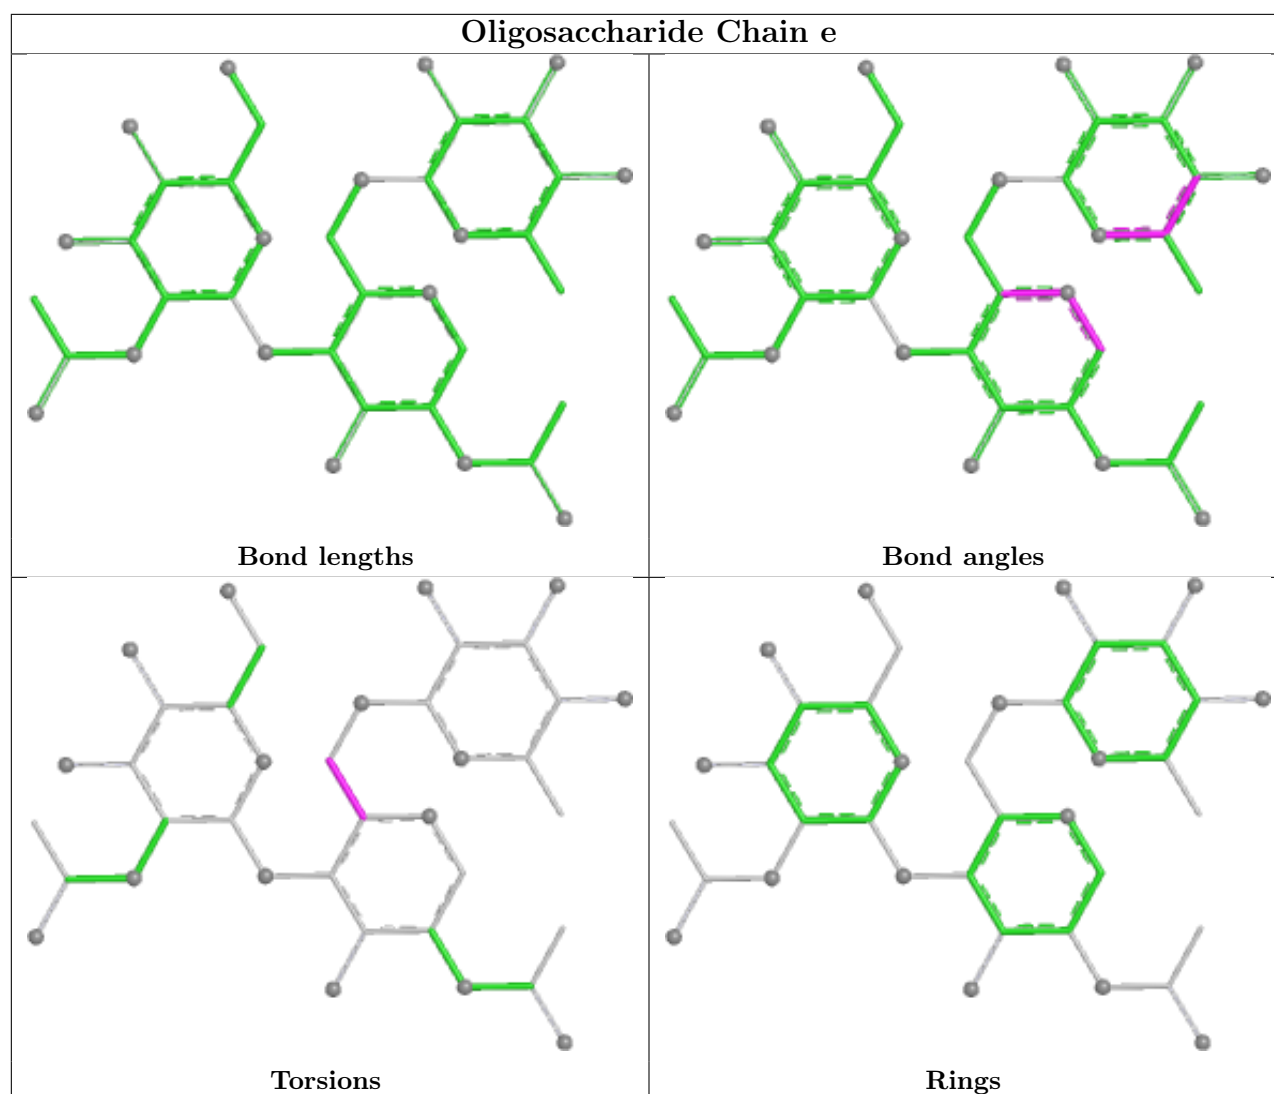 Oligosaccharide Chain e
Bond lengths
Bond angles
Torsions
Rings